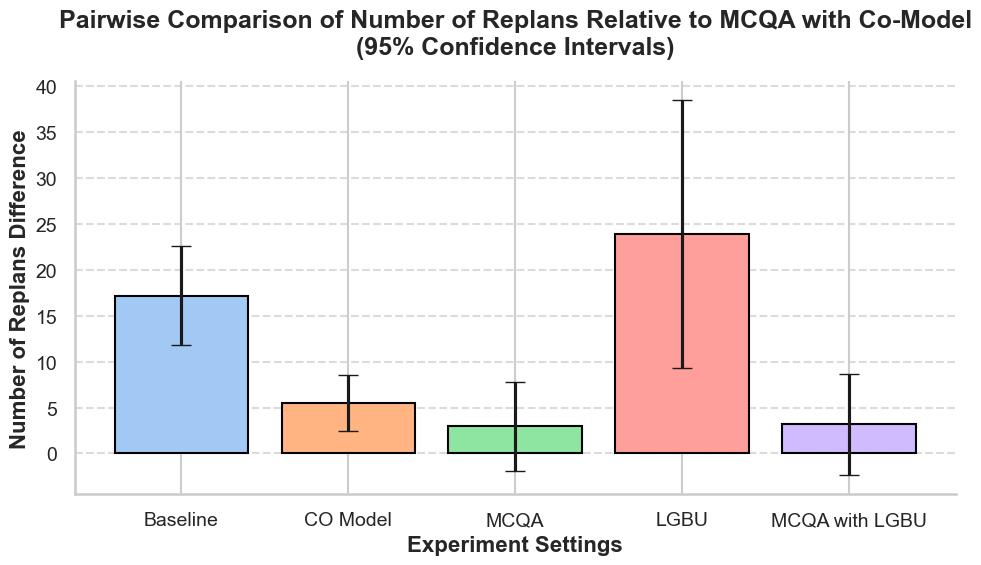 Pairwise Comparison of Number of Replans Relative to MCQA with Co-Model
(95% Confidence Intervals)
Number of Replans Difference
40
35
30
25
20
15
10
5
0
Baseline
CO Model
MCQA
LGBU
MCQA with LGBU
Experiment Settings